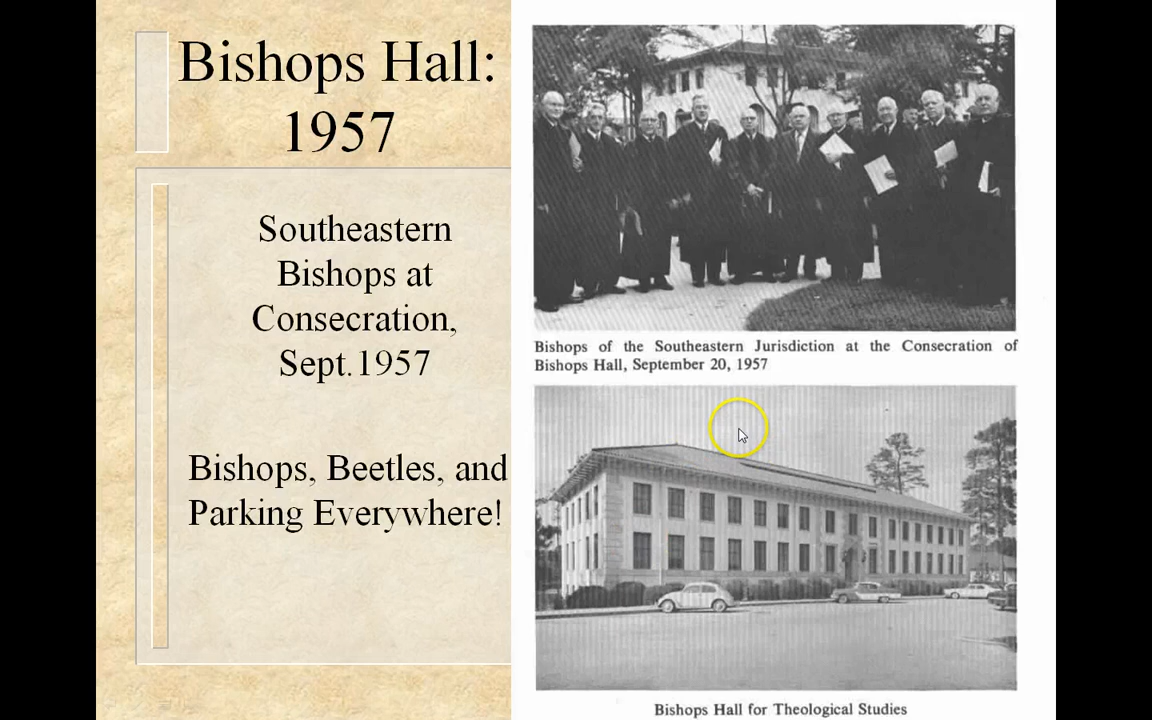 Bishops Hall:
1957
Southeastern
Bishops at
Consecration,
Sept.1957
Bishops, Beetles, and
Parking Everywhere!
Bishops of the Southeastern Jurisdiction at the Consecration of
Bishops Hall, September 20, 1957
Bishops Hall for Theological Studies